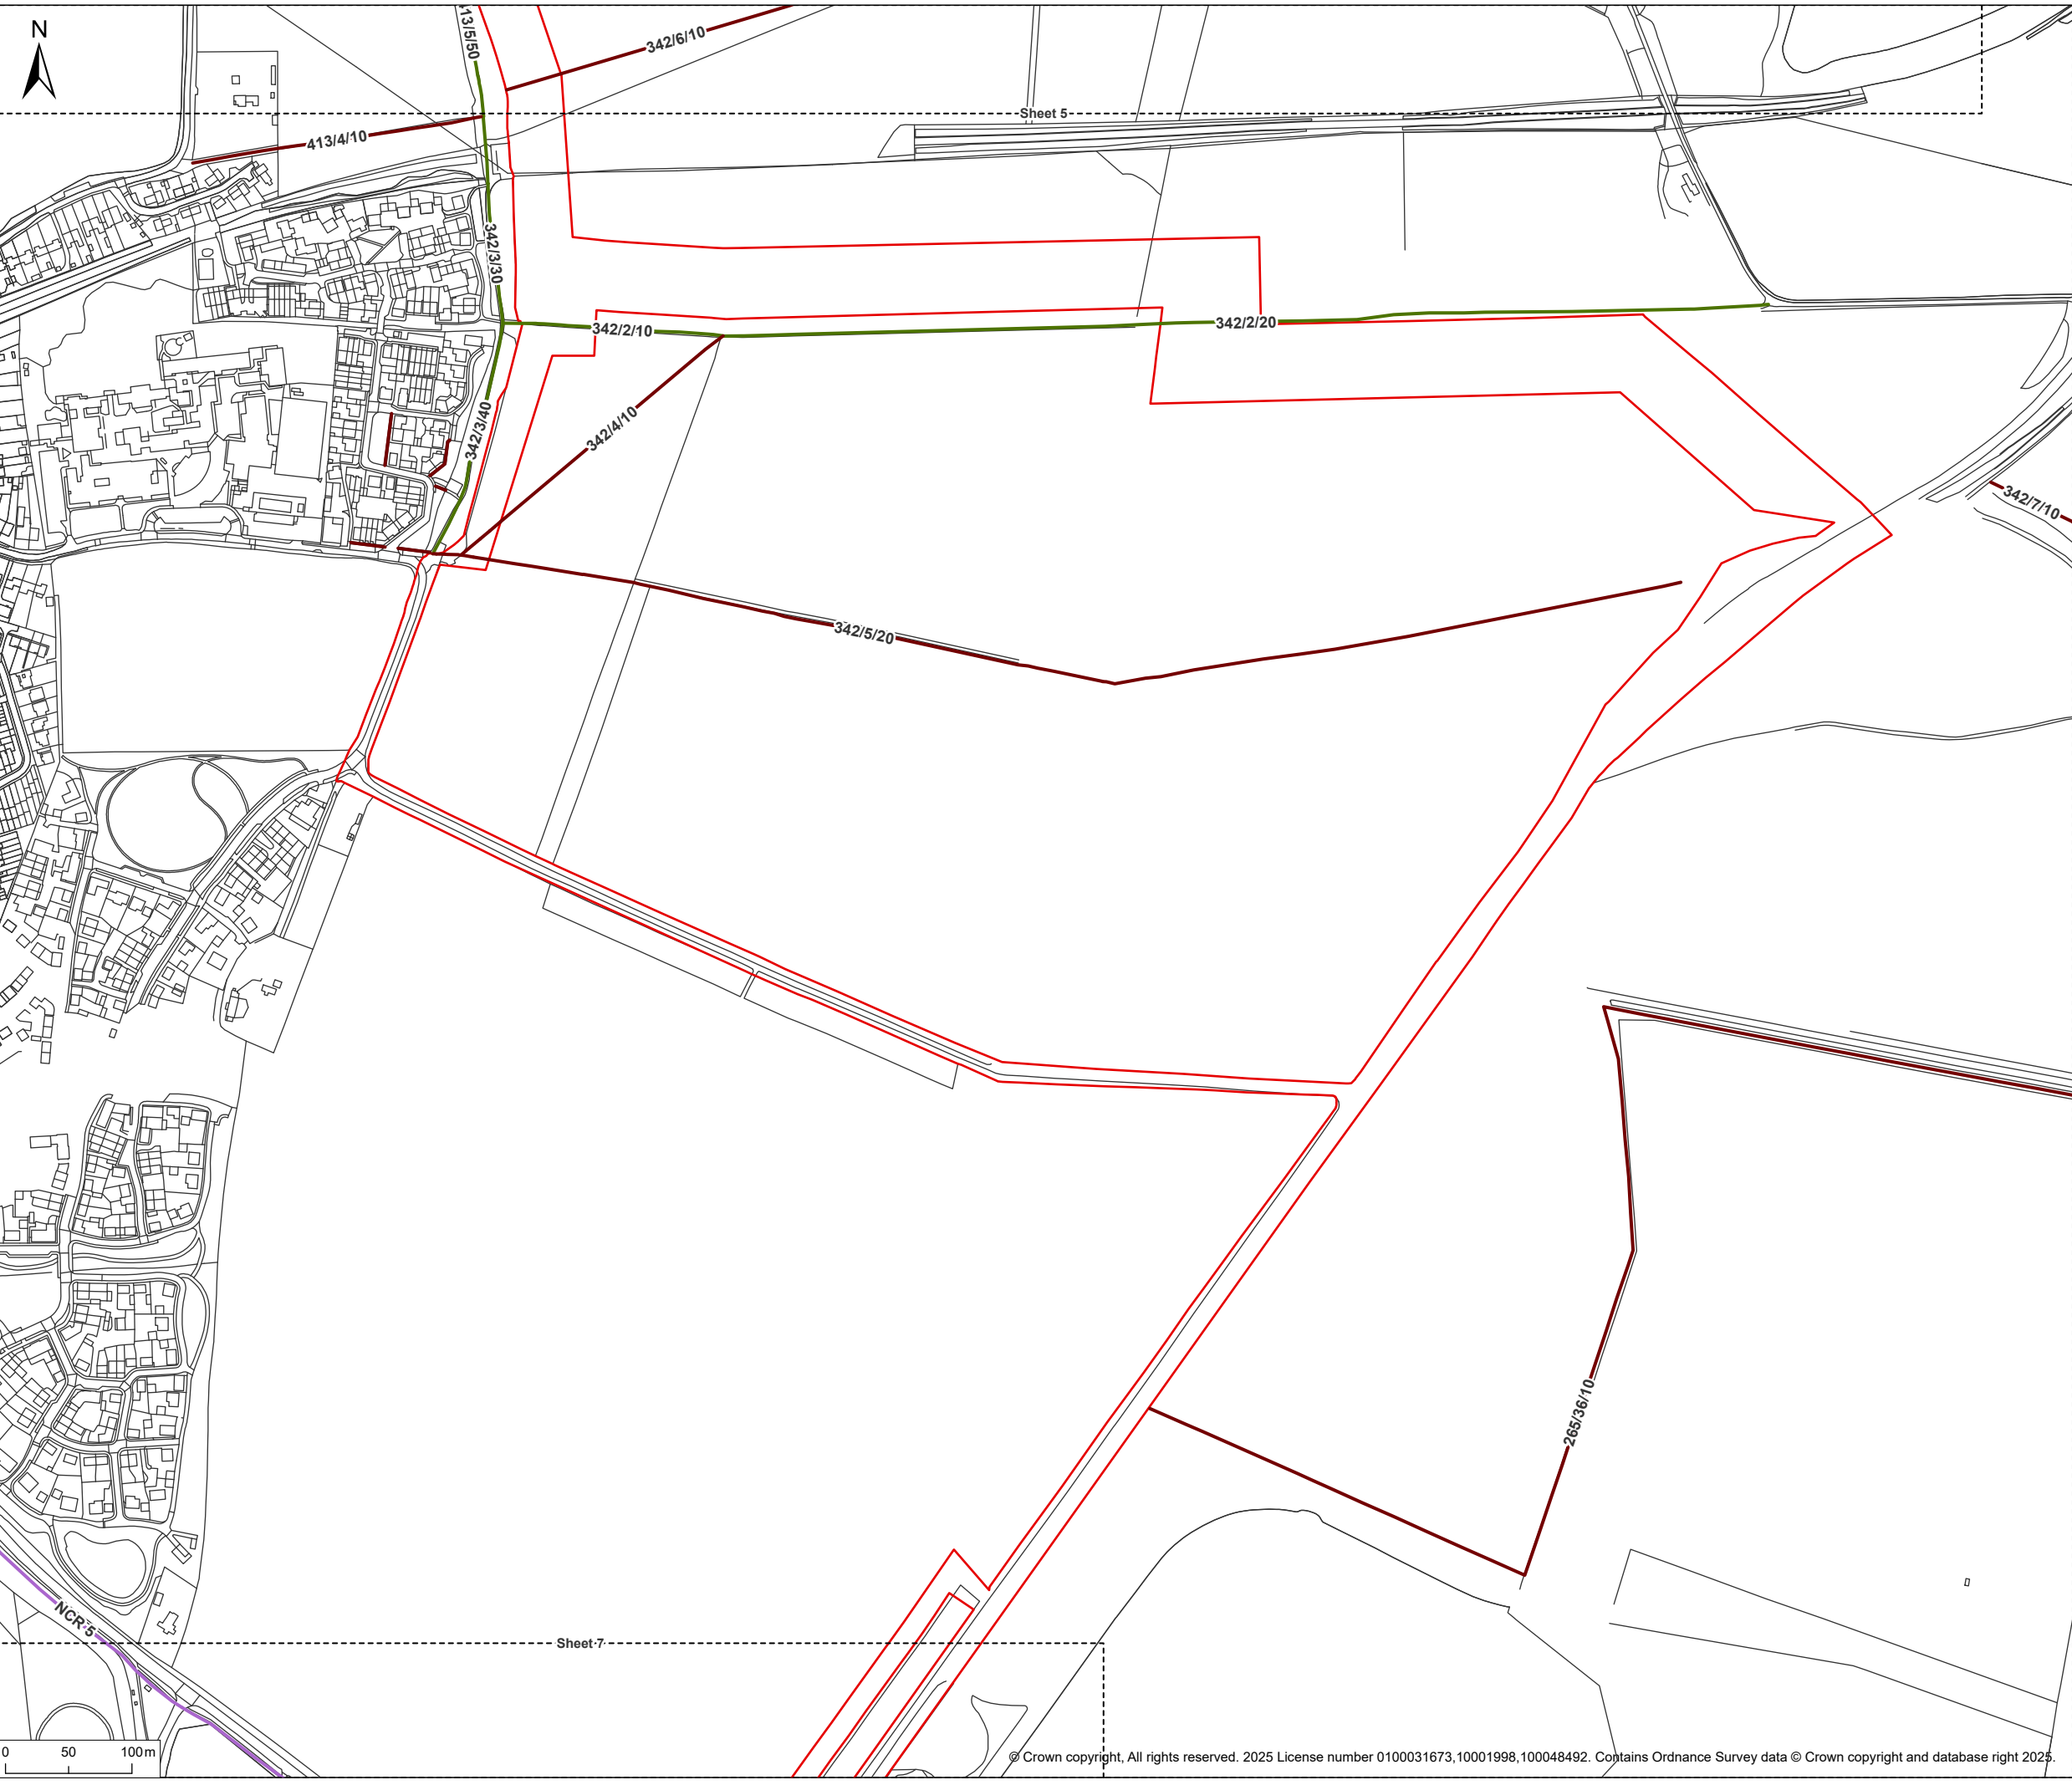 N
413/5/50
342/6/10
Sheet 5
413/4/10
342/3/30
342/2/10
342/2/20
342/4/10
342/3/40
342/7/10
342/5/20
265/36/10
NCR 5
Sheet 7
0 50 100m
© Crown copyright, All rights reserved. 2025 License number 0100031673,10001998,100048492. Contains Ordnance Survey data © Crown copyright and database right 2025.